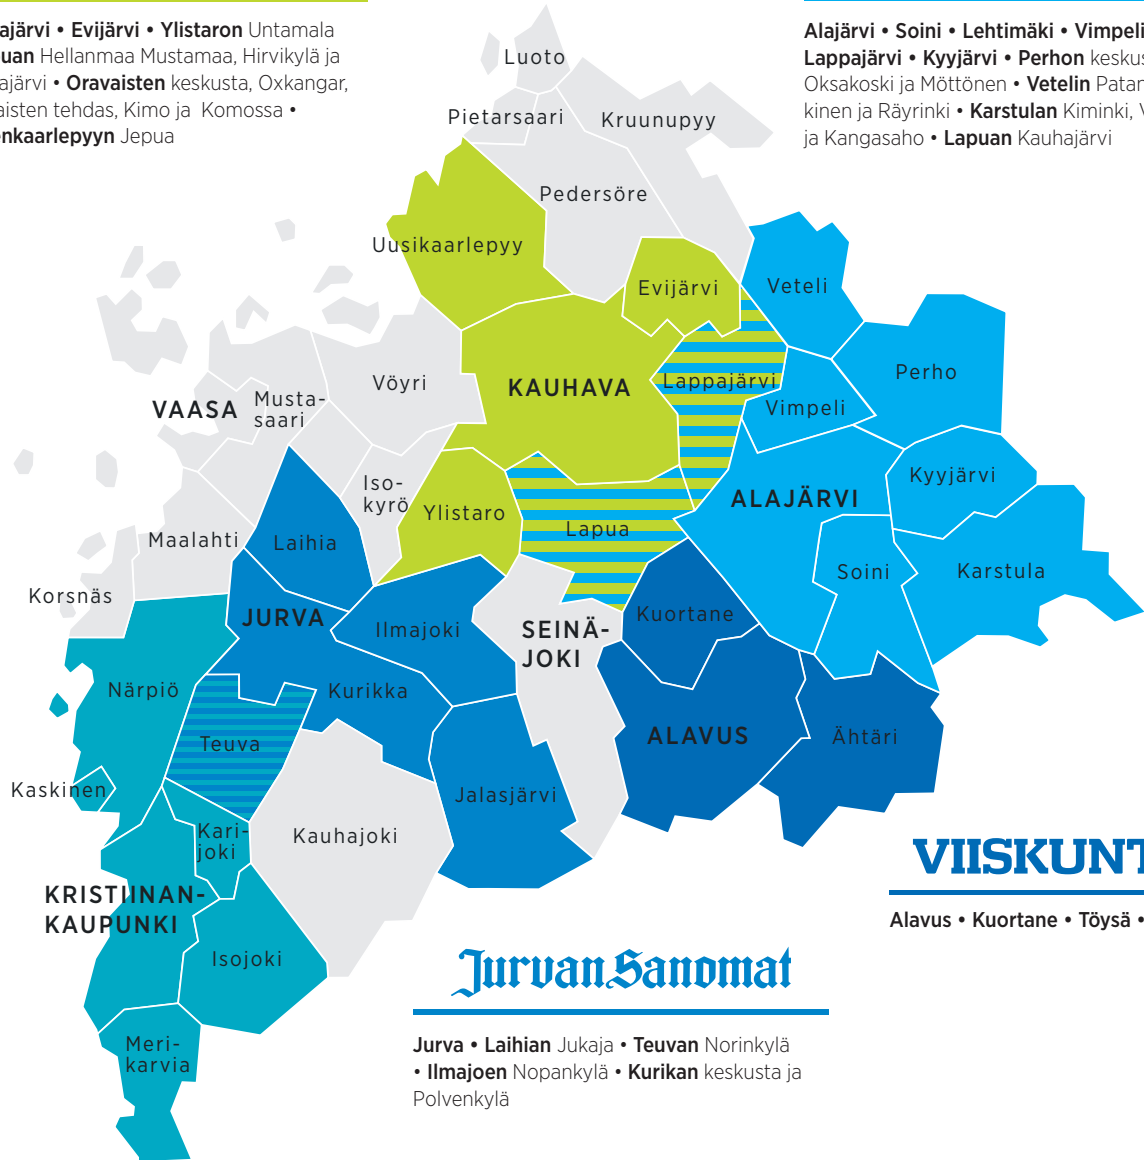 ajärvi • Evijärvi • Ylistaron Untamala
uan Hellanmaa Mustamaa, Hirvikylä ja
ajärvi • Oravaisten keskusta, Oxkangar,
aisten tehdas, Kimo ja Komossa •
enkaarlepyyn Jepua
Alajärvi • Soini • Lehtimäki • Vimpeli
Lappajärvi • Kyyjärvi • Perhon keskus
Oksakoski ja Möttönen • Vetelin Patan
kinen ja Räyrinki • Karstulan Kiminki, V
ja Kangasaho • Lapuan Kauhajärvi
Luoto
Pietarsaari
Kruunupyy
Pedersöre
Uusikaarlepyy
Evijärvi
Veteli
Perho
Vöyri
KAUHAVA
Lappajärvi
Vimpeli
VAASA
Musta-
saari
Iso-
kyrö
Ylistaro
Lapua
ALAJÄRVI
Kyyjärvi
Maalahti
Laihia
Soini
Karstula
Korsnäs
JURVA
Ilmajoki
SEINÄ-
JOKI
Kuortane
Närpiö
Kurikka
Teuva
ALAVUS
Ähtäri
Kaskinen
Jalasjärvi
Kari-
joki
Kauhajoki
KRISTIINAN-
KAUPUNKI
Isojoki
Meri-
karvia
VIISKUNT
Alavus • Kuortane • Töysä •
Jurvan Sanomat
Jurva • Laihian Jukaja • Teuvan Norinkylä
• Ilmajoen Nopankylä • Kurikan keskusta ja
Polvenkylä